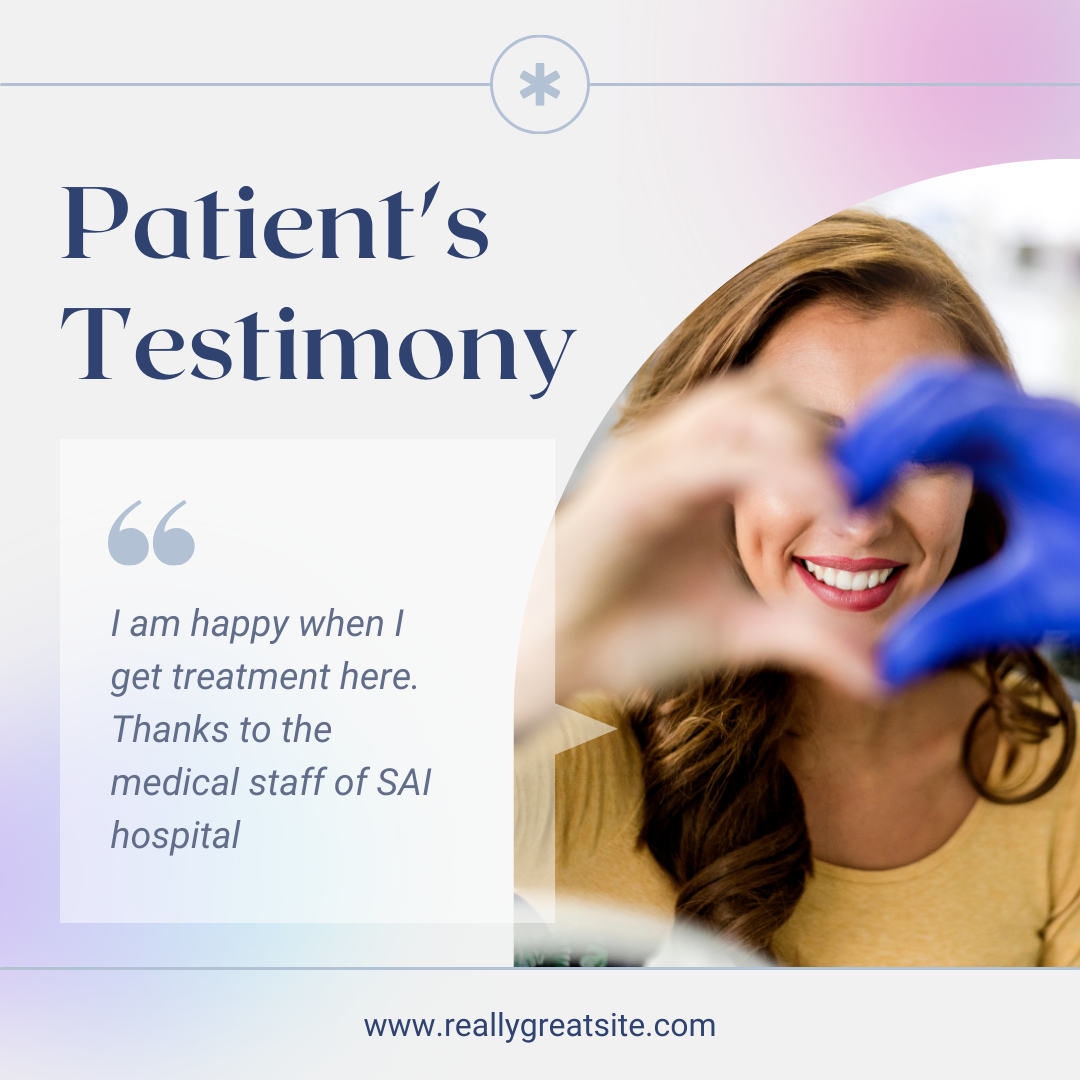 Patient's
Testimony
I am happy when I
get treatment here.
Thanks to the
medical staff of SAI
hospital
www.reallygreatsite.com